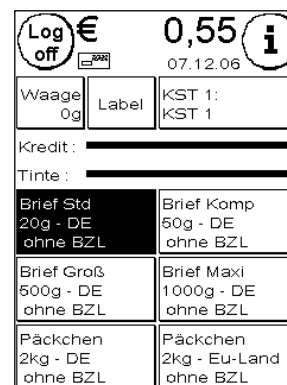 Log off
€ 0,55
i
07.12.06
Waage 0g
Label
KST 1:
KST 1
Kredit :
Tinte :
Brief Std
20g - DE
ohne BZL
Brief Komp
50g - DE
ohne BZL
Brief Groß
500g - DE
ohne BZL
Brief Maxi
1000g - DE
ohne BZL
Päckchen
2kg - DE
ohne BZL
Päckchen
2kg - Eu-Land
ohne BZL